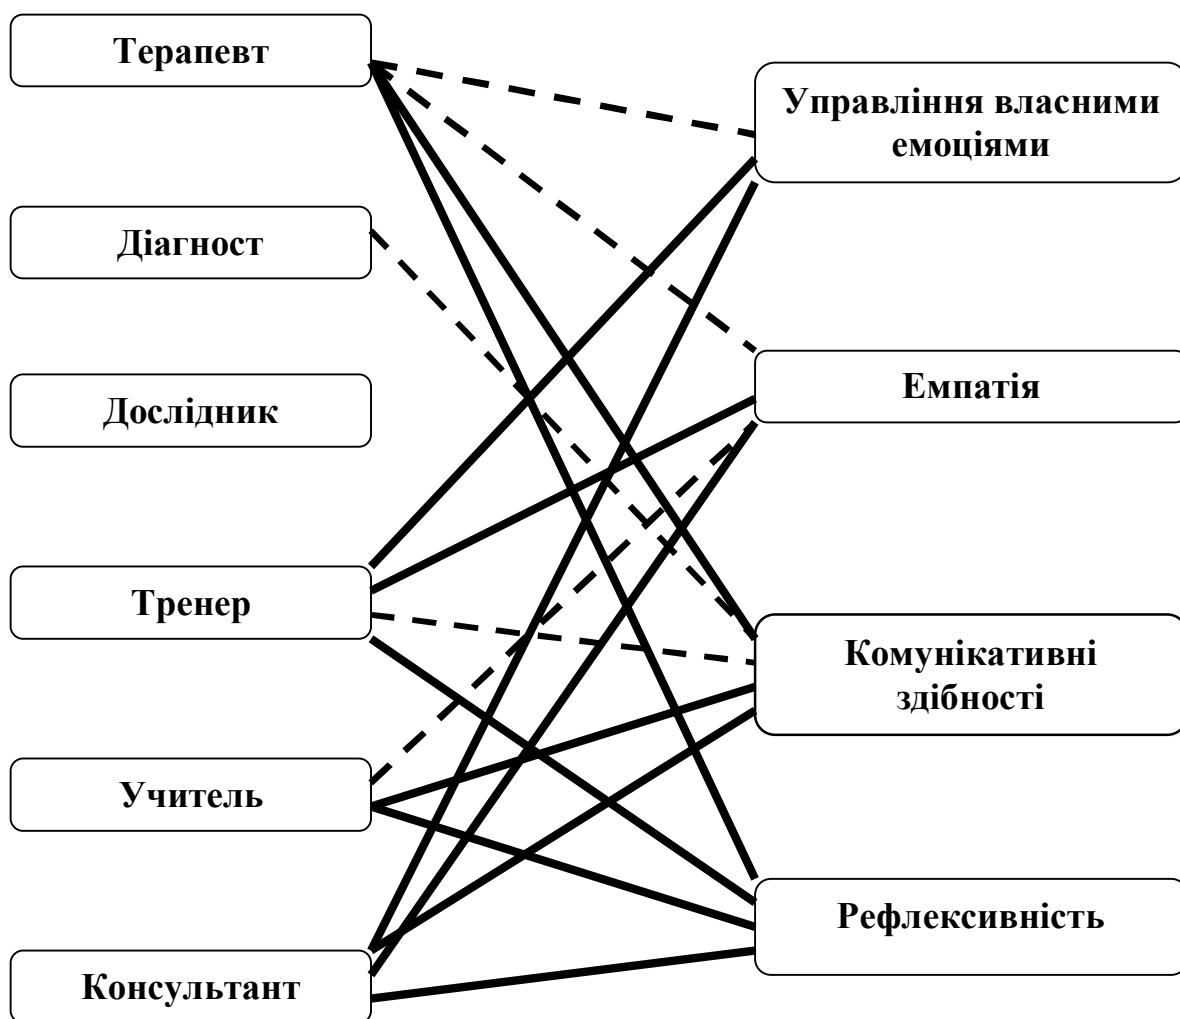 Терапевт
Діагност
Дослідник
Тренер
Учитель
Консультант
Управління власними
емоціями
Емпатія
Комунікативні
здібності
Рефлексивність